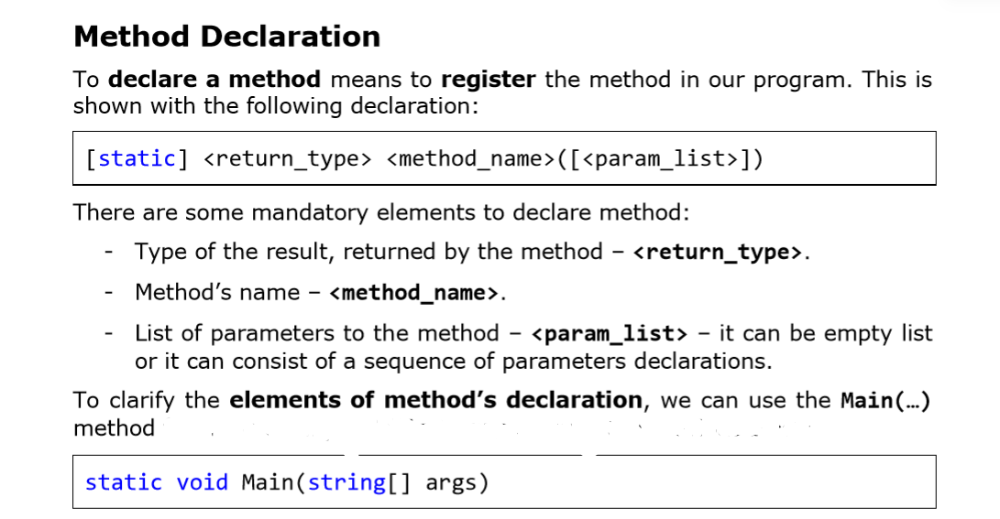 Method Declaration
To declare a method means to register the method in our program. This is
shown with the following declaration:
[static] <return_type> <method_name>([<param_list>])
There are some mandatory elements to declare method:
- Type of the result, returned by the method – <return_type>.
- Method’s name – <method_name>.
- List of parameters to the method – <param_list> – it can be empty list
or it can consist of a sequence of parameters declarations.
To clarify the elements of method’s declaration, we can use the Main(…)
method
static void Main(string[] args)